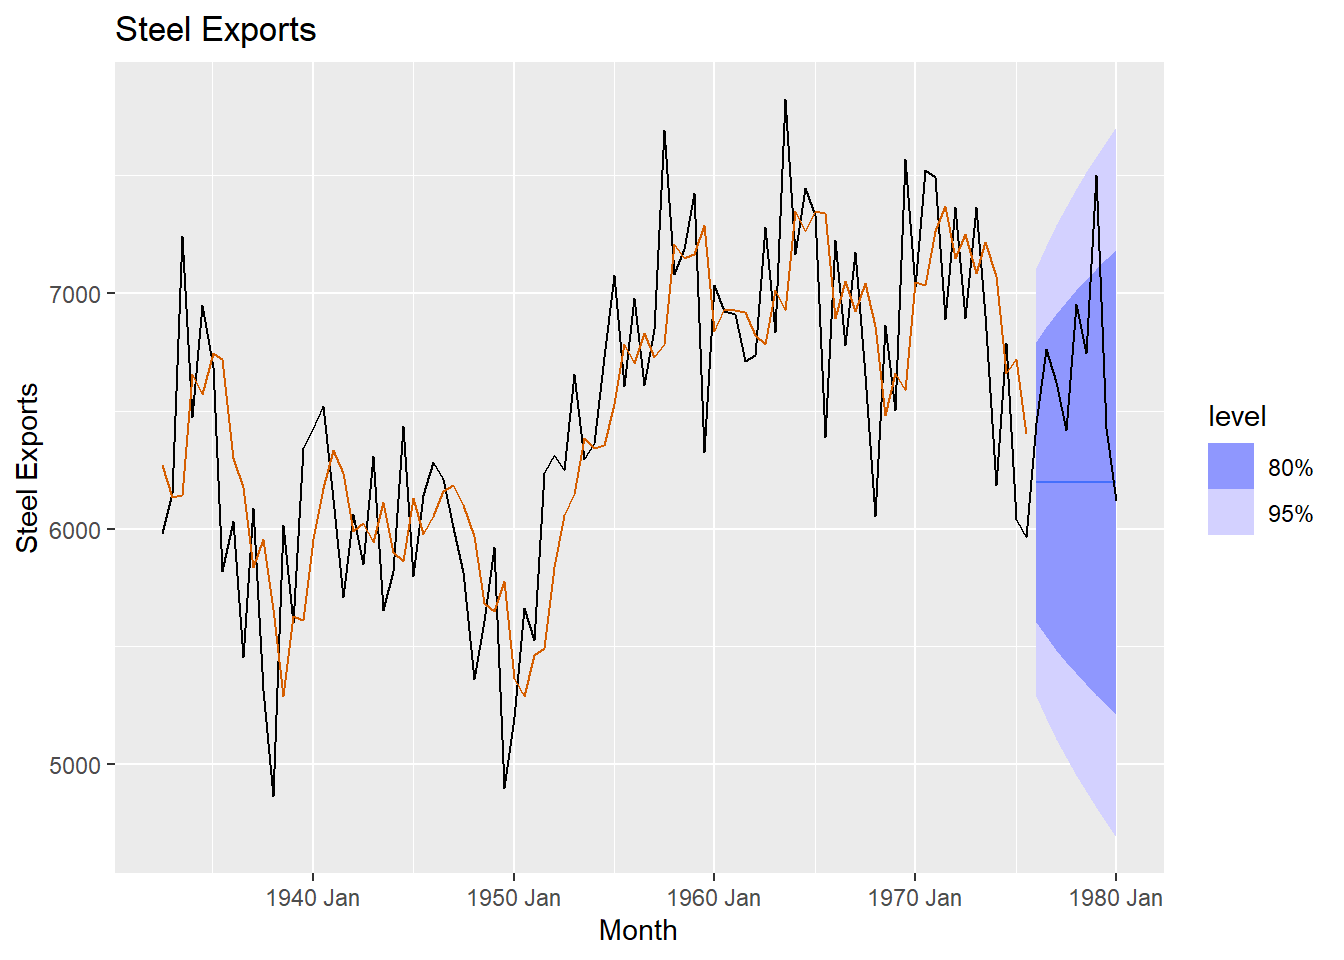 Steel Exports
Steel Exports
7000
6000
5000
1940 Jan
1950 Jan
1960 Jan
1970 Jan
1980 Jan
Month
level
80%
95%